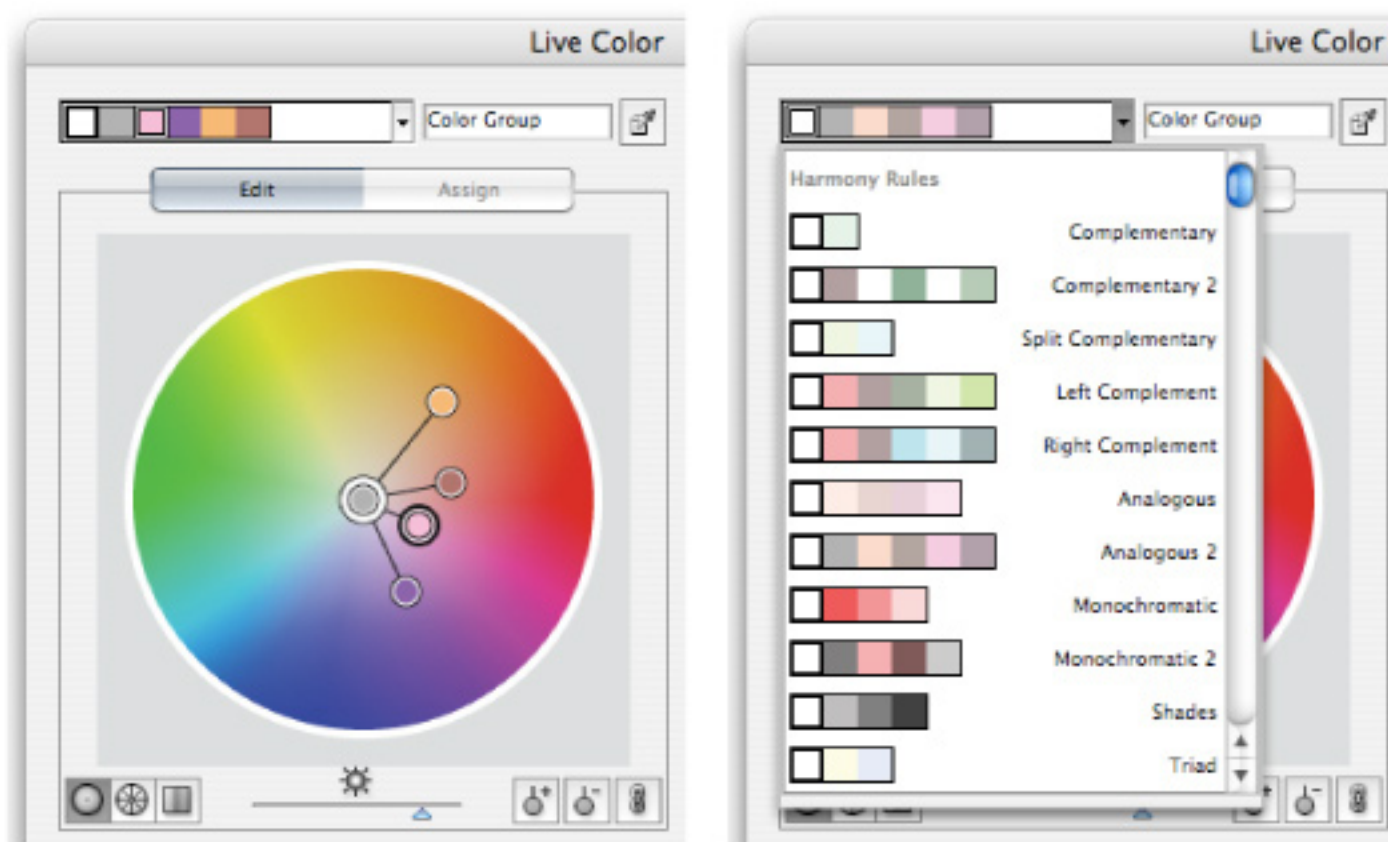 Live Color
Color Group
Edit
Assign
Live Color
Color Group
Harmony Rules
Complementary
Complementary 2
Split Complementary
Left Complement
Right Complement
Analogous
Analogous 2
Monochromatic
Monochromatic 2
Shades
Triad